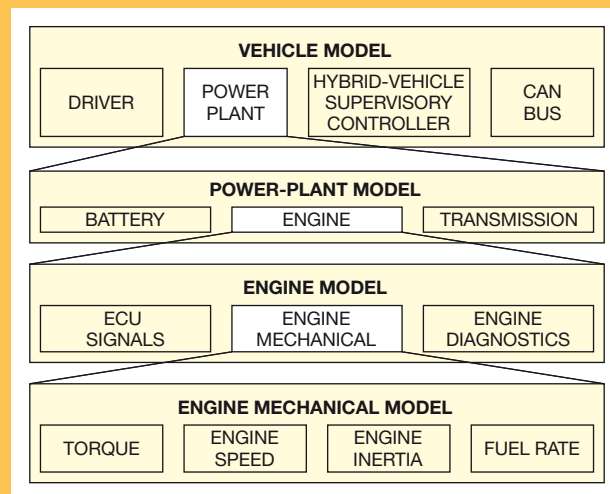 VEHICLE MODEL
DRIVER
POWER
PLANT
HYBRID-VEHICLE
SUPERVISORY
CONTROLLER
CAN
BUS
POWER-PLANT MODEL
BATTERY
ENGINE
TRANSMISSION
ENGINE MODEL
ECU
SIGNALS
ENGINE
MECHANICAL
ENGINE
DIAGNOSTICS
ENGINE MECHANICAL MODEL
TORQUE
ENGINE
SPEED
ENGINE
INERTIA
FUEL RATE